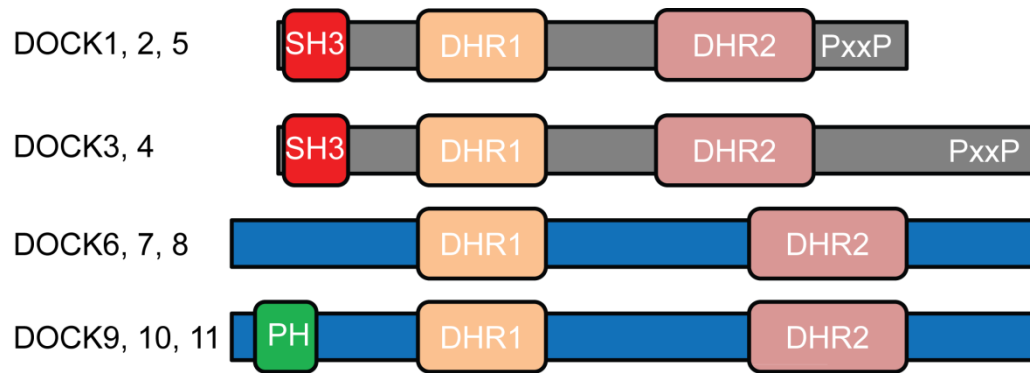 DOCK1, 2, 5 SH3 DHR1 DHR2 PxxP
DOCK3, 4 SH3 DHR1 DHR2 PxxP
DOCK6, 7, 8 DHR1 DHR2
DOCK9, 10, 11 PH DHR1 DHR2